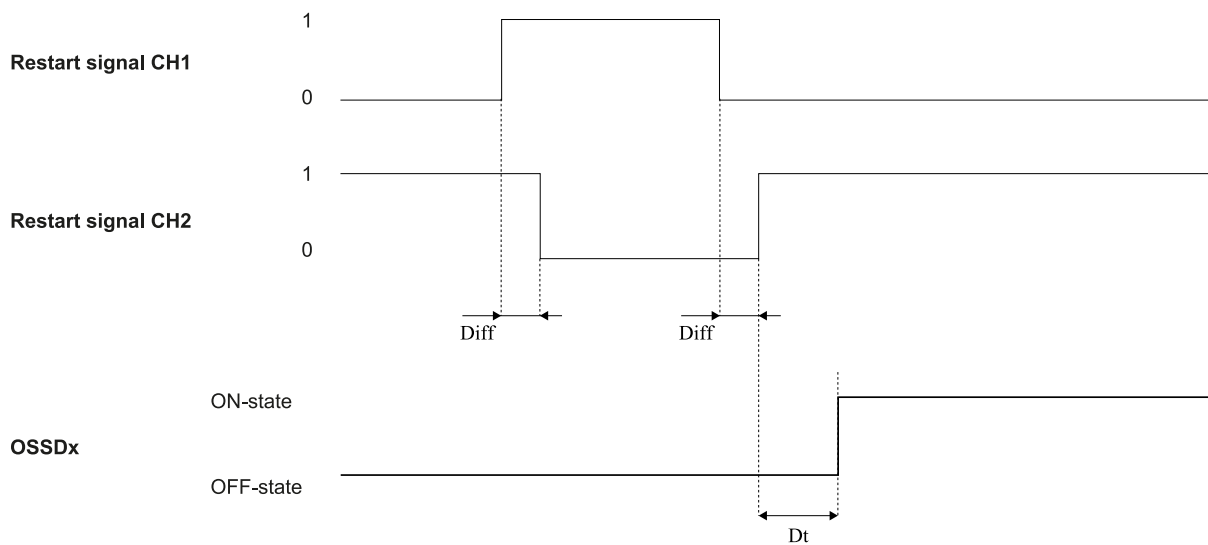 1
Restart signal CH1
0
1
Restart signal CH2
0
Diff
Diff
ON-state
OSSDx
OFF-state
Dt